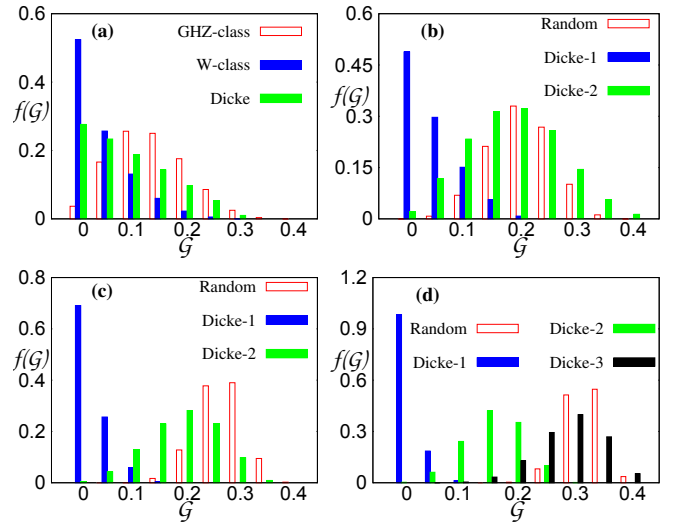 (a)
GHZ-class
W-class
Dicke
f(G)
0.6
0.4
0.2
0
0 0.1 0.2 0.3 0.4
G
(b)
Random
Dicke-1
Dicke-2
f(G)
0.6
0.45
0.3
0.15
0
0 0.1 0.2 0.3 0.4
G
(c)
Random
Dicke-1
Dicke-2
f(G)
0.8
0.4
0.2
0
0 0.1 0.2 0.3 0.4
G
(d)
Random
Dicke-1
Dicke-2
Dicke-3
f(G)
1.2
0.9
0.6
0.3
0
0 0.1 0.2 0.3 0.4
G